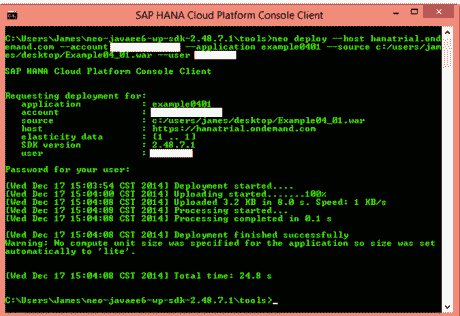 SAP HANA Cloud Platform Console Client
C:\Users\James\neo-javaee6-wp-sdk-2.48.7.1\tools>neo deploy --host hanatrial.ond
emand.com --account --application example0401 --source c:/users/jam
es/desktop/Example04_01.war --user
SAP HANA Cloud Platform Console Client
Requesting deployment for:
application : example0401
account :
source : c:/users/james/desktop/Example04_01.war
host : https://hanatrial.ondemand.com
elasticity data : [1 .. 1]
SDK version : 2.48.7.1
user :
Password for your user:
[Wed Dec 17 15:03:54 CST 2014] Deployment started....
[Wed Dec 17 15:04:00 CST 2014] Uploading started.......100%
[Wed Dec 17 15:04:08 CST 2014] Uploaded 3.2 KB in 8.0 s. Speed: 1 KB/s
[Wed Dec 17 15:04:08 CST 2014] Processing started...
[Wed Dec 17 15:04:08 CST 2014] Processing completed in 0.1 s
[Wed Dec 17 15:04:08 CST 2014] Deployment finished successfully
Warning: No compute unit size was specified for the application so size was set
automatically to 'lite'.
[Wed Dec 17 15:04:08 CST 2014] Total time: 24.8 s
C:\Users\James\neo-javaee6-wp-sdk-2.48.7.1\tools>_